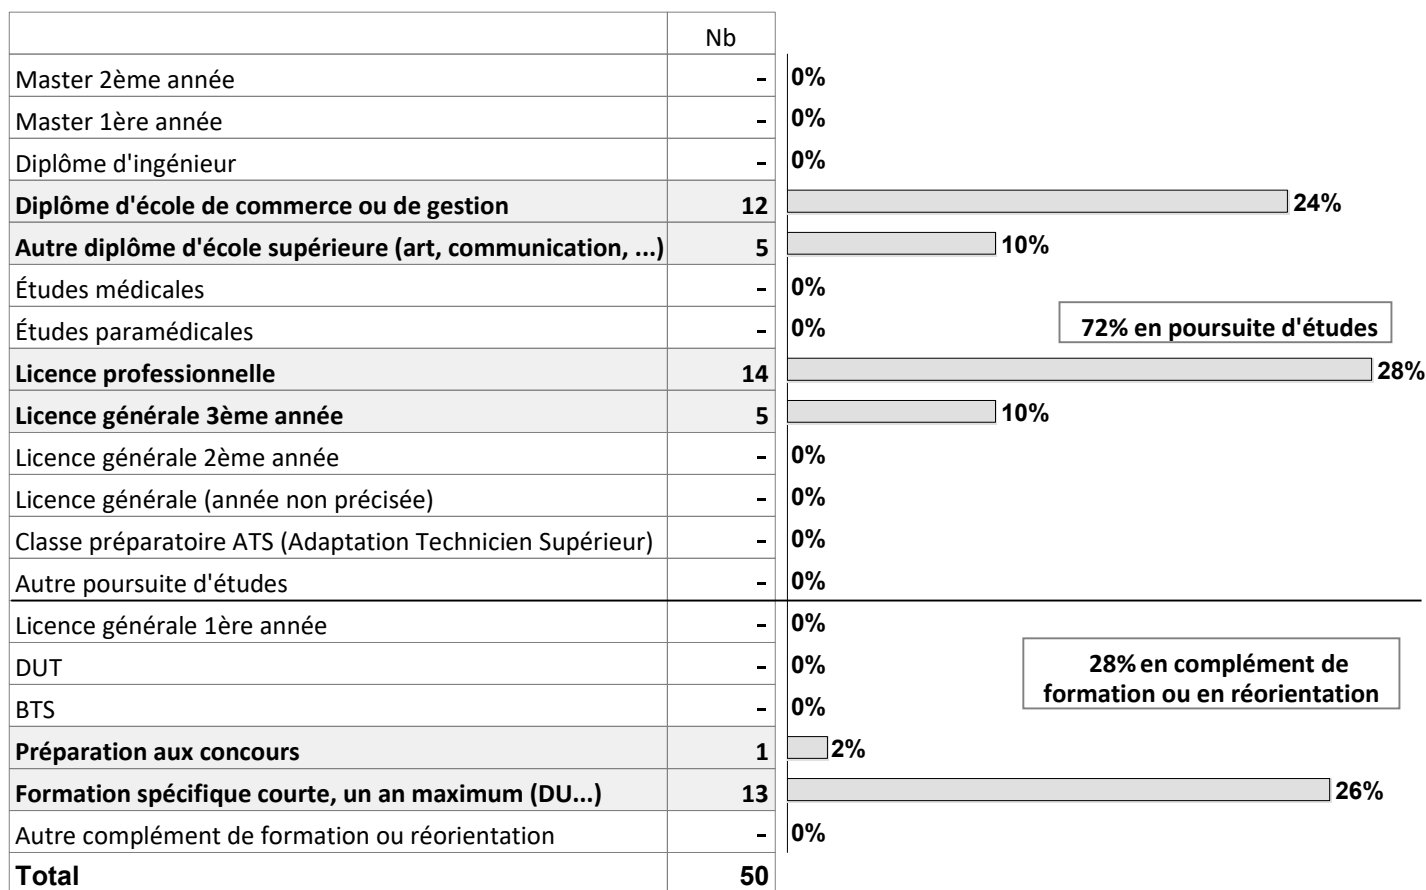 Nb
Master 2ème année - 0%
Master 1ère année - 0%
Diplôme d'ingénieur - 0%
Diplôme d'école de commerce ou de gestion 12 24%
Autre diplôme d'école supérieure (art, communication, ...) 5 10%
Études médicales - 0%
Études paramédicales - 0% 72% en poursuite d'études
Licence professionnelle 14 28%
Licence générale 3ème année 5 10%
Licence générale 2ème année - 0%
Licence générale (année non précisée) - 0%
Classe préparatoire ATS (Adaptation Technicien Supérieur) - 0%
Autre poursuite d'études - 0%
Licence générale 1ère année - 0%
DUT - 0% 28% en complément de
BTS - 0% formation ou en réorientation
Préparation aux concours 1 2%
Formation spécifique courte, un an maximum (DU...) 13 26%
Autre complément de formation ou réorientation - 0%
Total 50